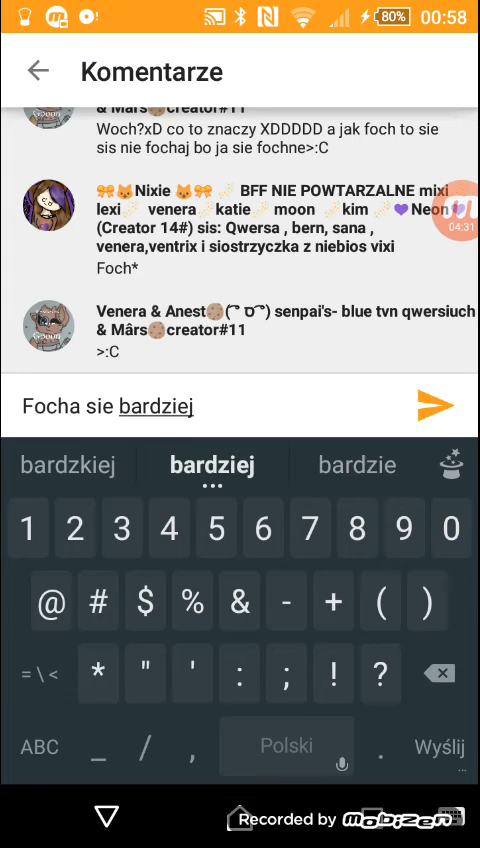 80% 00:58
Komentarze
& Mârs🍪creator#11
Woch?xD co to znaczy XDDDDD a jak foch to sie
sis nie fochaj bo ja sie fochne>:C
🎀🐱Nixie 🐱🎀 BFF NIE POWTARZALNE mixi
lexi venera katie moon kim 💜Neon💜
(Creator 14#) sis: Qwersa , bern, sana ,
venera,ventrix i siostrzyczka z niebios vixi
04:31
Foch*
Venera & Anest🍪( ͡° ʖ ͡°) senpai's- blue tvn qwersiuch
& Mârs🍪creator#11
>:C
Focha sie bardziej
bardzkiej bardziej bardzie
1 2 3 4 5 6 7 8 9 0
@ # $ % & - + ( )
= \ < * " ' : ; ! ?
ABC _ / , Polski . Wyślij
Recorded by mobizen